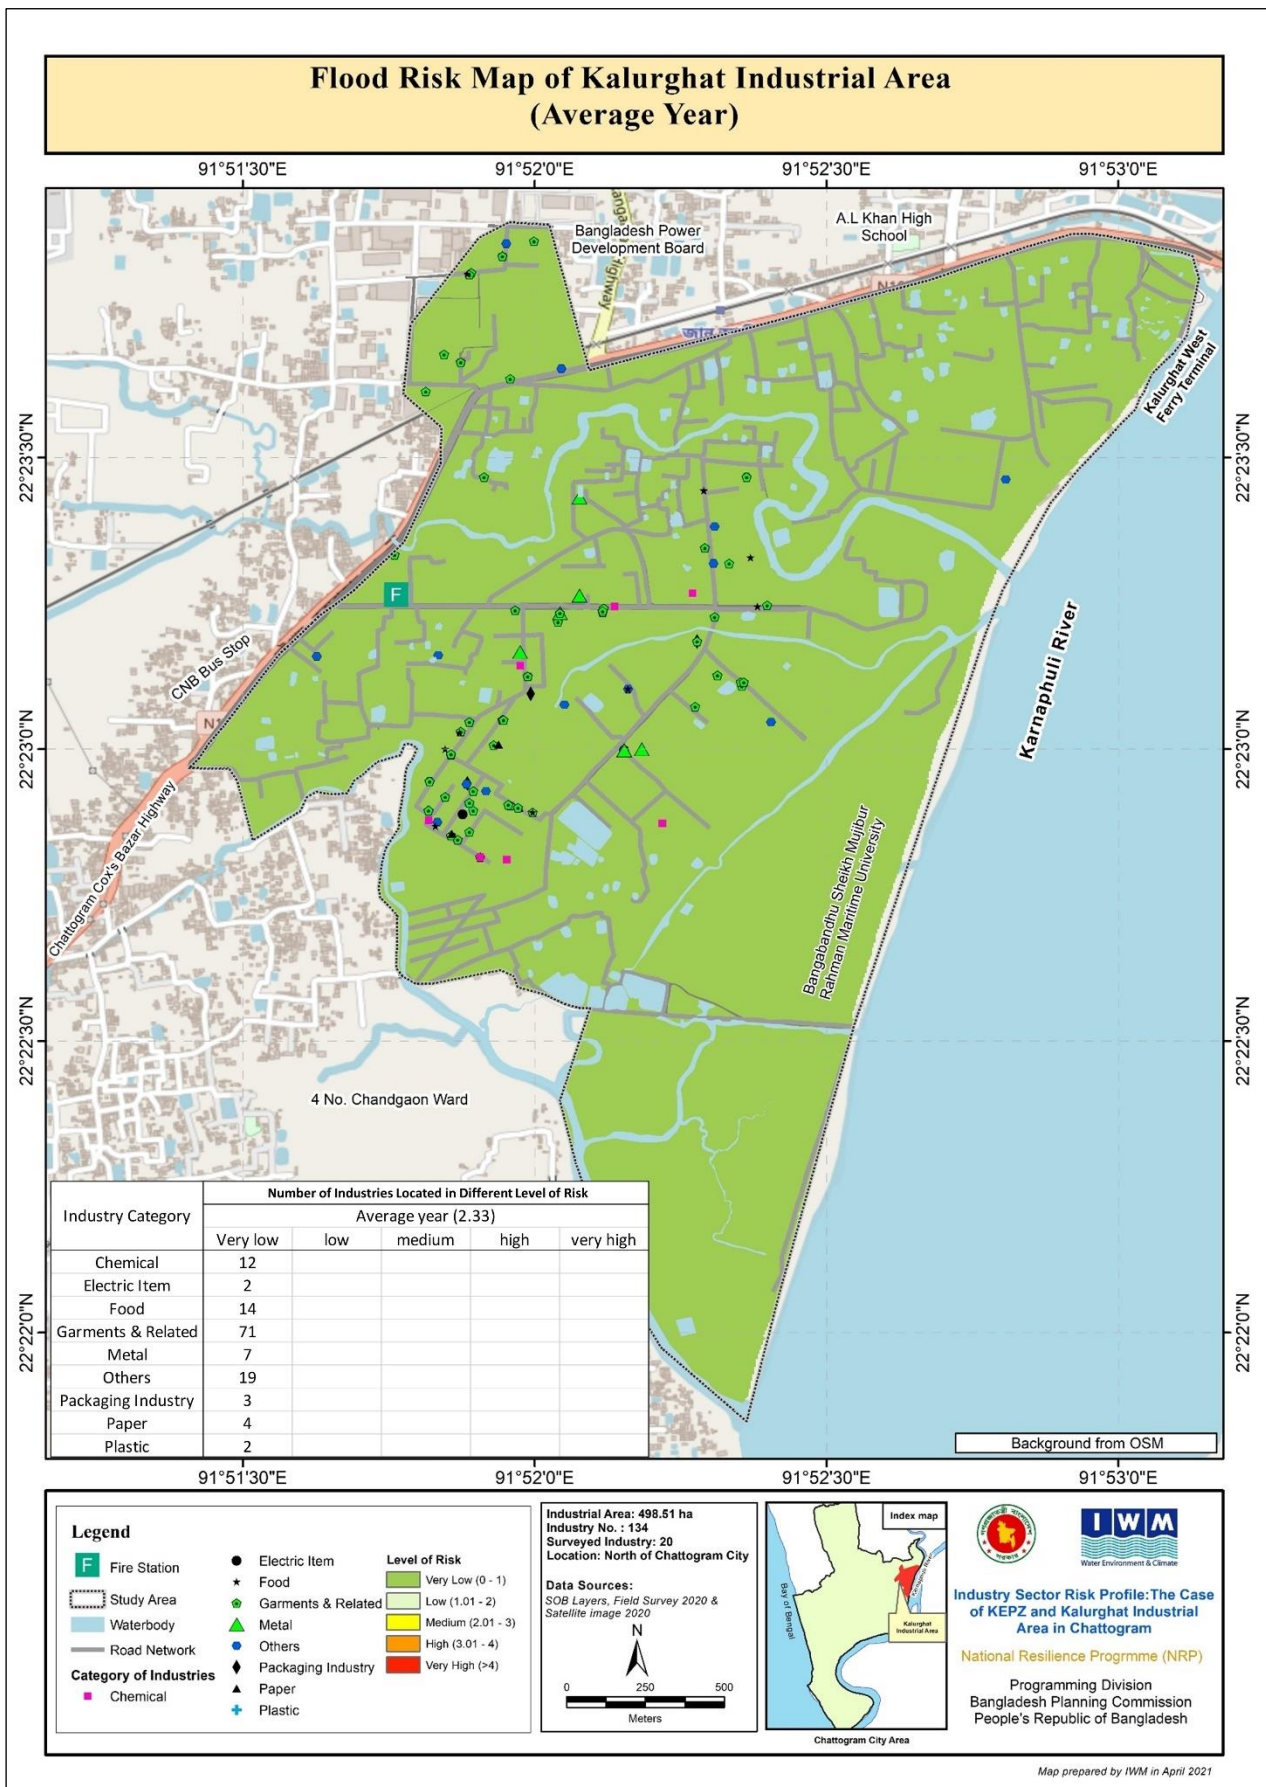 Flood Risk Map of Kalurghat Industrial Area
(Average Year)
91°51'30"E 91°52'0"E 91°52'30"E 91°53'0"E
Bangladesh Power
Development Board
A.L Khan High
School
Highway
Kalurghat West
Ferry Terminal
22°23'30"N 22°23'30"N
F
CNB Bus Stop
Karnaphuli River
22°23'0"N 22°23'0"N
Chattogram Cox's Bazar Highway
Bangabandhu Sheikh Mujibur
Rahman Maritime University
22°22'30"N 22°22'30"N
4 No. Chandgaon Ward
22°22'0"N 22°22'0"N
Industry Category Number of Industries Located in Different Level of Risk
Average year (2.33)
Very low low medium high very high
Chemical 12
Electric Item 2
Food 14
Garments & Related 71
Metal 7
Others 19
Packaging Industry 3
Paper 4
Plastic 2
Background from OSM
91°51'30"E 91°52'0"E 91°52'30"E 91°53'0"E
Legend
F Fire Station
Study Area
Waterbody
Road Network
Category of Industries
Chemical
Electric Item
Food
Garments & Related
Metal
Others
Packaging Industry
Paper
Plastic
Level of Risk
Very Low (0 - 1)
Low (1.01 - 2)
Medium (2.01 - 3)
High (3.01 - 4)
Very High (>4)
Industrial Area: 498.51 ha
Industry No. : 134
Surveyed Industry: 20
Location: North of Chattogram City
Data Sources:
SOB Layers, Field Survey 2020 &
Satellite image 2020
N
0 250 500
Meters
Index map
Bay of Bengal
Karnaphuli River
Kalurghat
Industrial Area
Chattogram City Area
IWM
Water Environment & Climate
Industry Sector Risk Profile:The Case
of KEPZ and Kalurghat Industrial
Area in Chattogram
National Resilience Progrmme (NRP)
Programming Division
Bangladesh Planning Commission
People's Republic of Bangladesh
Map prepared by IWM in April 2021